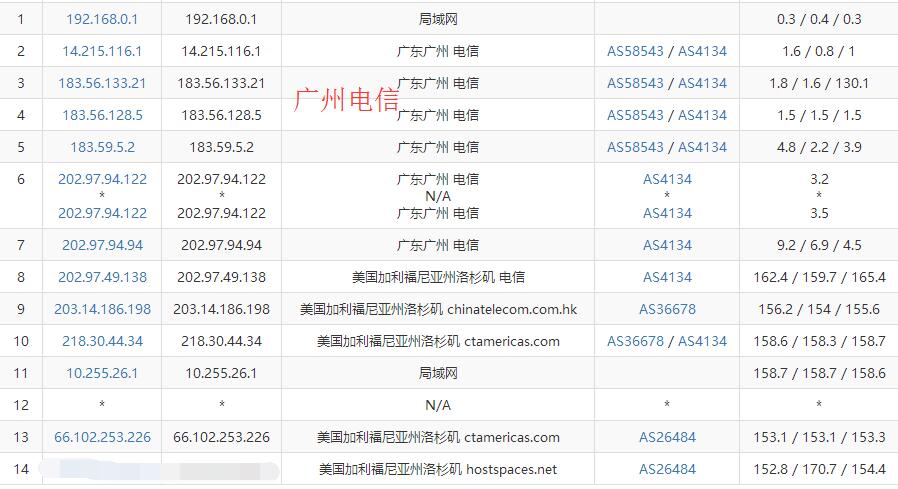 1 192.168.0.1 192.168.0.1 局域网 0.3 / 0.4 / 0.3
2 14.215.116.1 14.215.116.1 广东广州 电信 AS58543 / AS4134 1.6 / 0.8 / 1
3 183.56.133.21 183.56.133.21 广东广州 电信 AS58543 / AS4134 1.8 / 1.6 / 130.1
广州电信
4 183.56.128.5 183.56.128.5 广东广州 电信 AS58543 / AS4134 1.5 / 1.5 / 1.5
5 183.59.5.2 183.59.5.2 广东广州 电信 AS58543 / AS4134 4.8 / 2.2 / 3.9
6 202.97.94.122 202.97.94.122 广东广州 电信 AS4134 3.2
* * N/A * *
202.97.94.122 202.97.94.122 广东广州 电信 AS4134 3.5
7 202.97.94.94 202.97.94.94 广东广州 电信 AS4134 9.2 / 6.9 / 4.5
8 202.97.49.138 202.97.49.138 美国加利福尼亚州洛杉矶 电信 AS4134 162.4 / 159.7 / 165.4
9 203.14.186.198 203.14.186.198 美国加利福尼亚州洛杉矶 chinatelecom.com.hk AS36678 156.2 / 154 / 155.6
10 218.30.44.34 218.30.44.34 美国加利福尼亚州洛杉矶 ctamericas.com AS36678 / AS4134 158.6 / 158.3 / 158.7
11 10.255.26.1 10.255.26.1 局域网 158.7 / 158.7 / 158.6
12 * * N/A * *
13 66.102.253.226 66.102.253.226 美国加利福尼亚州洛杉矶 ctamericas.com AS26484 153.1 / 153.1 / 153.3
14 美国加利福尼亚州洛杉矶 hostspaces.net AS26484 152.8 / 170.7 / 154.4